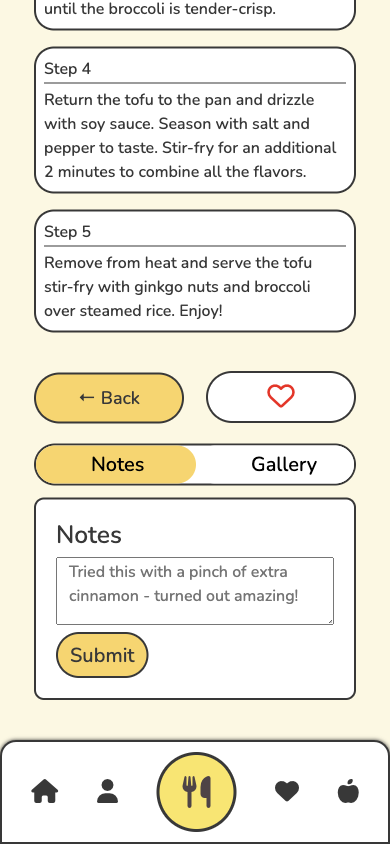 until the broccoli is tender-crisp.
Step 4
Return the tofu to the pan and drizzle
with soy sauce. Season with salt and
pepper to taste. Stir-fry for an additional
2 minutes to combine all the flavors.
Step 5
Remove from heat and serve the tofu
stir-fry with ginkgo nuts and broccoli
over steamed rice. Enjoy!
← Back
Notes Gallery
Notes
Tried this with a pinch of extra
cinnamon - turned out amazing!
Submit